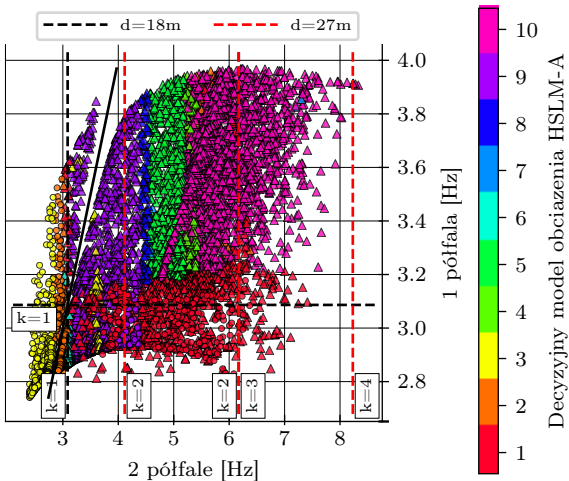 d=18m
d=27m
4.0
3.8
3.6
3.4
3.2
3.0
2.8
1 półfala [Hz]
k=1
k=1
k=2
k=2
k=3
k=4
3
4
5
6
7
8
2 półfale [Hz]
10
9
8
7
6
5
4
3
2
1
Decyzyjny model obciazenia HSLM-A